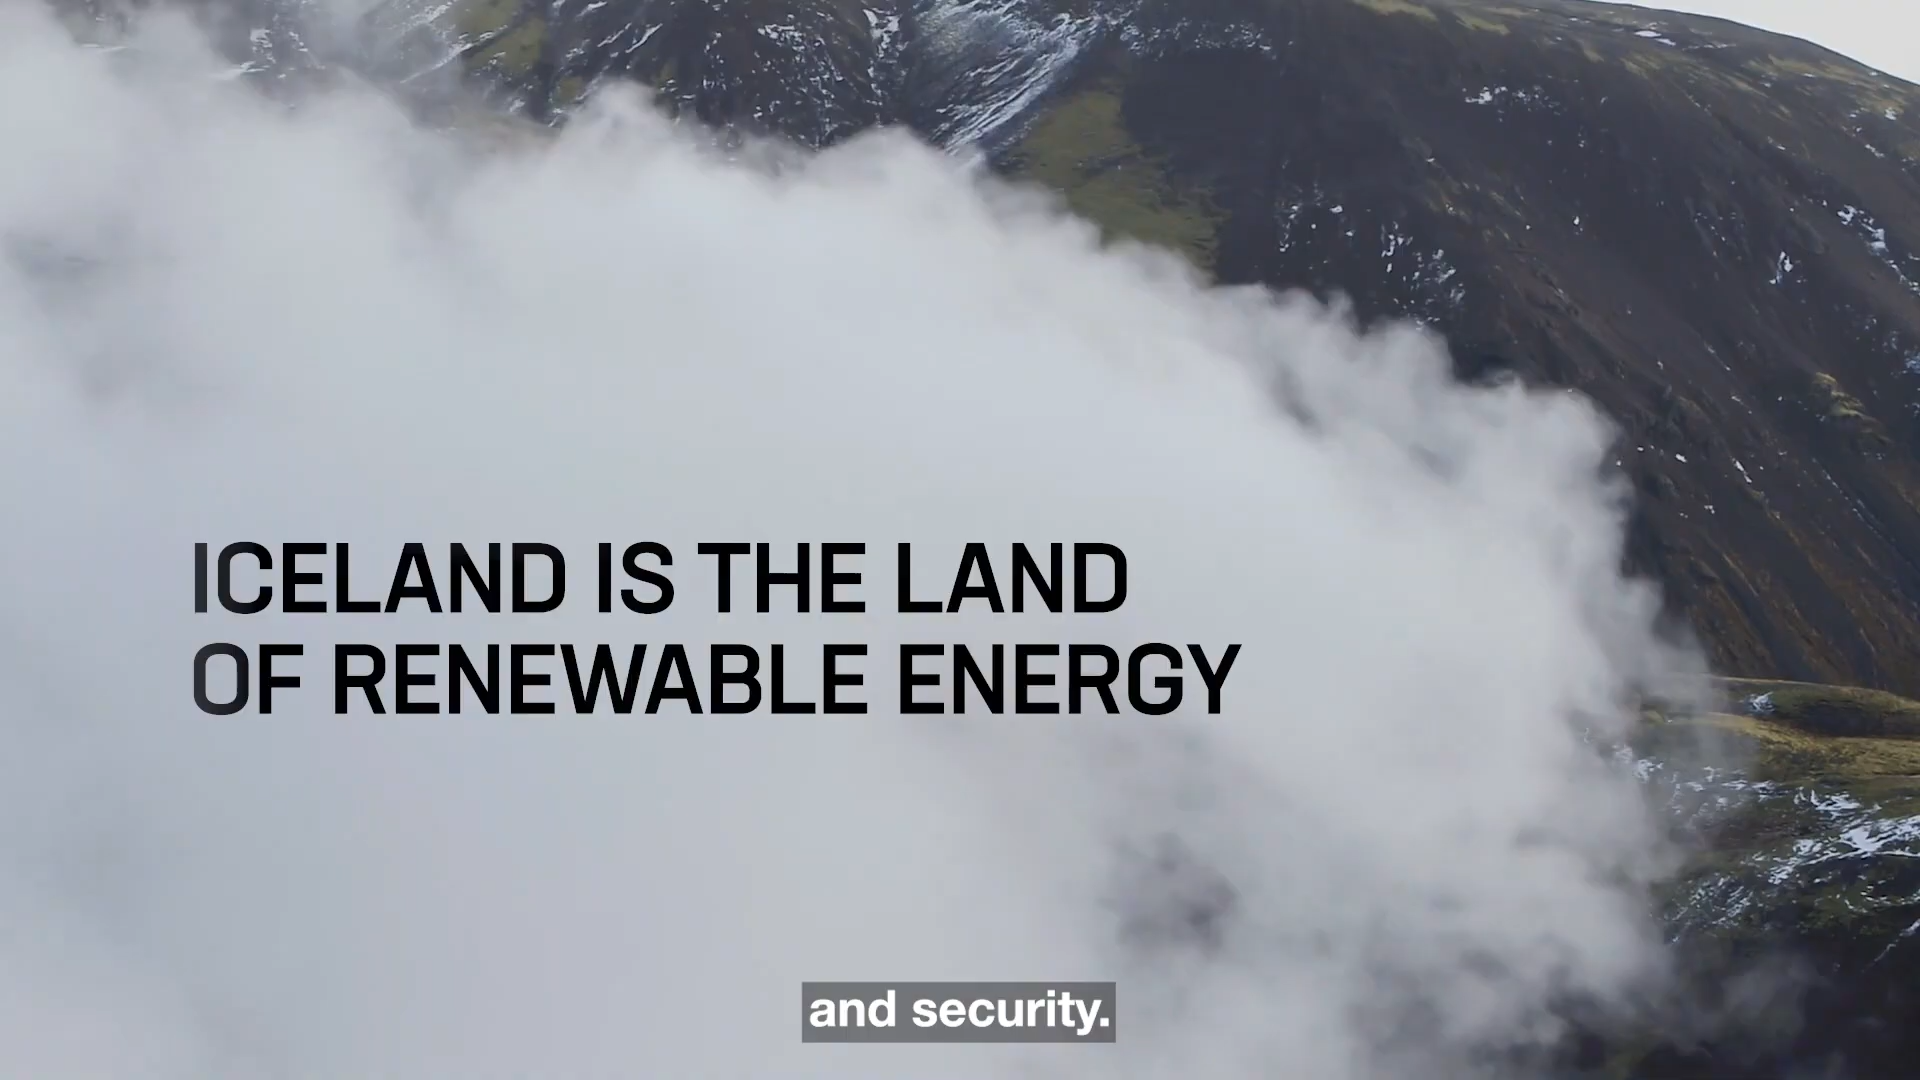 ICELAND IS THE LAND
OF RENEWABLE ENERGY
and security.